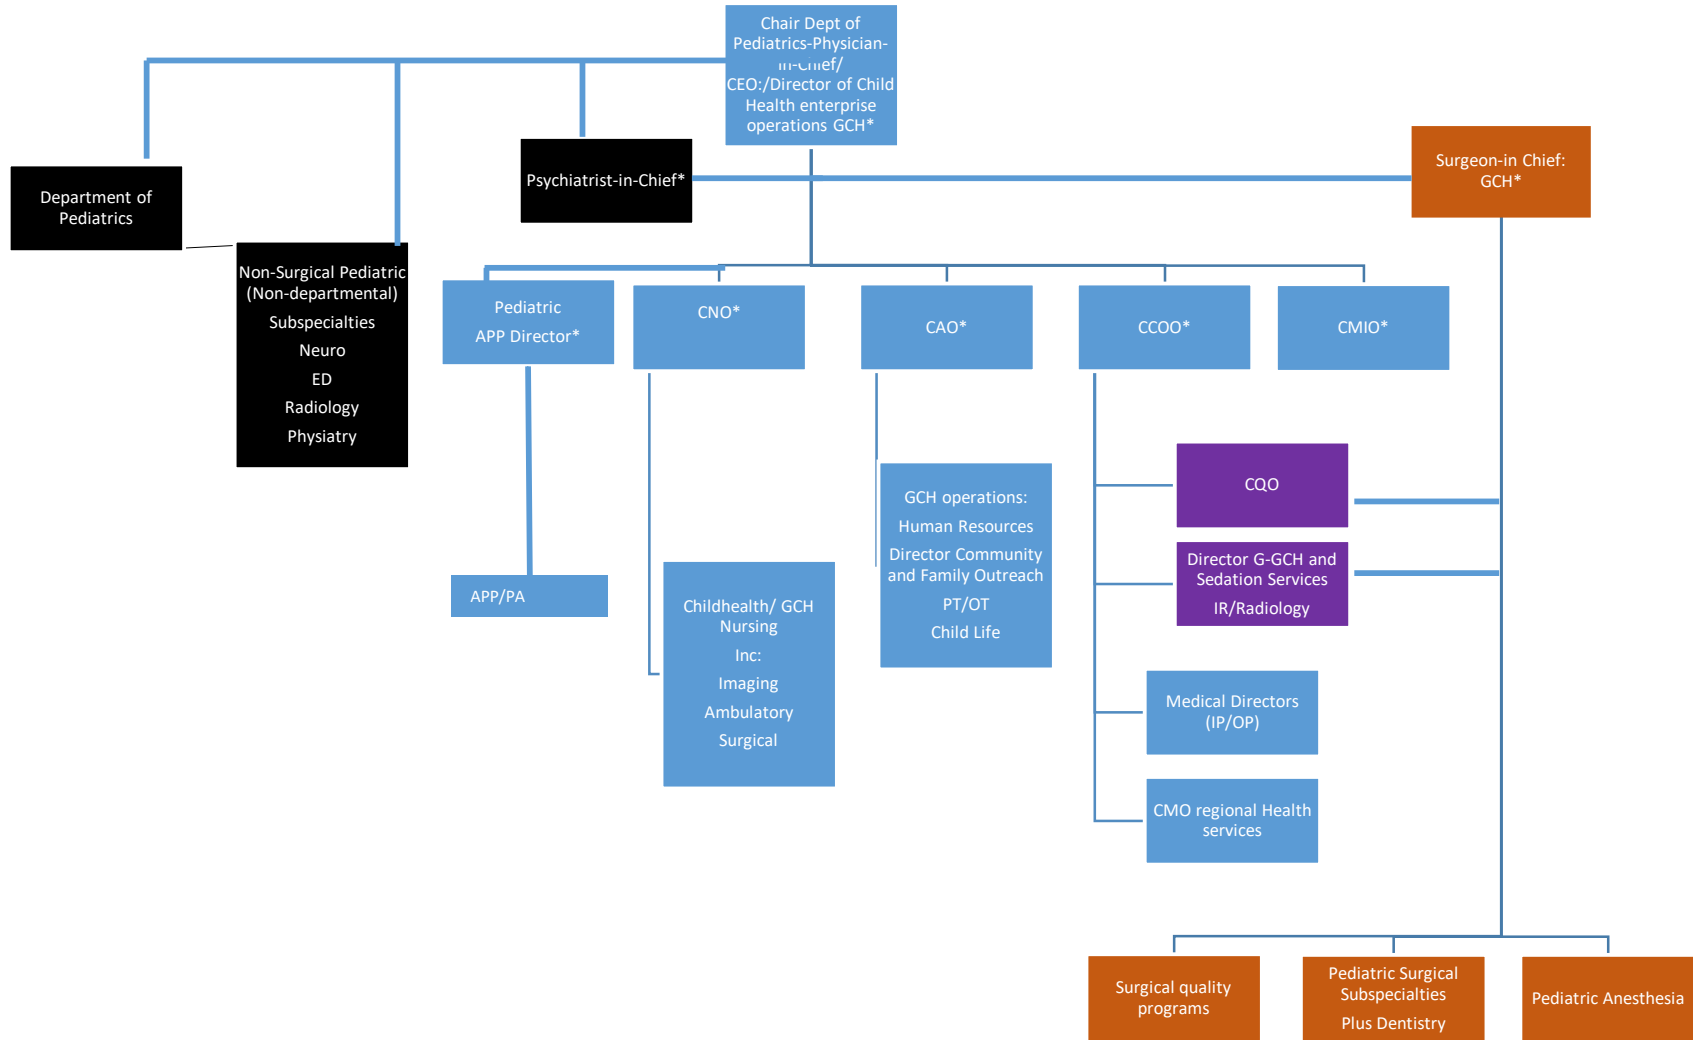 Chair Dept of
Pediatrics-Physician-
in-Chief/
CEO:/Director of Child
Health enterprise
operations GCH*
Psychiatrist-in-Chief*
Surgeon-in Chief:
GCH*
Department of
Pediatrics
Non-Surgical Pediatric
(Non-departmental)
Subspecialties
Neuro
ED
Radiology
Physiatry
Pediatric
APP Director*
CNO*
CAO*
CCOO*
CMIO*
APP/PA
Childhealth/ GCH
Nursing
Inc:
Imaging
Ambulatory
Surgical
GCH operations:
Human Resources
Director Community
and Family Outreach
PT/OT
Child Life
CQO
Director G-GCH and
Sedation Services
IR/Radiology
Medical Directors
(IP/OP)
CMO regional Health
services
Surgical quality
programs
Pediatric Surgical
Subspecialties
Plus Dentistry
Pediatric Anesthesia